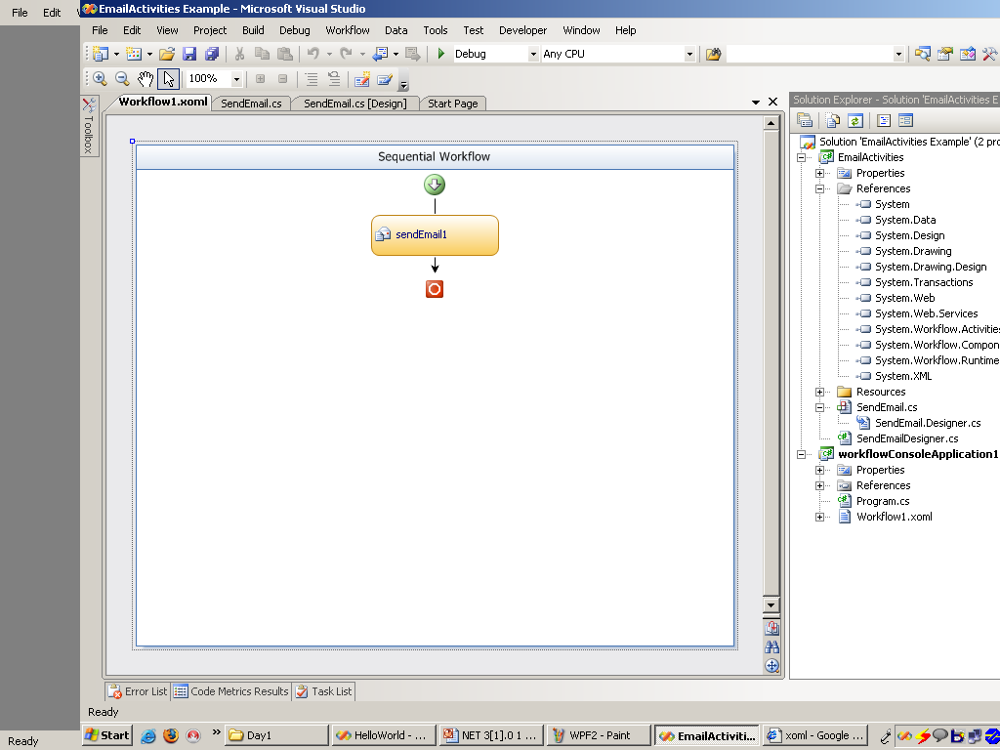 File Edit
EmailActivities Example - Microsoft Visual Studio
File Edit View Project Build Debug Workflow Data Tools Test Developer Window Help
Debug Any CPU
100%
Workflow1.xoml SendEmail.cs SendEmail.cs [Design] Start Page
Toolbox
Sequential Workflow
sendEmail1
Solution Explorer - Solution 'EmailActivities E
Solution 'EmailActivities Example' (2 pro
EmailActivities
Properties
References
System
System.Data
System.Design
System.Drawing
System.Drawing.Design
System.Transactions
System.Web
System.Web.Services
System.Workflow.Activities
System.Workflow.Compon
System.Workflow.Runtime
System.XML
Resources
SendEmail.cs
SendEmail.Designer.cs
SendEmailDesigner.cs
workflowConsoleApplication1
Properties
References
Program.cs
Workflow1.xoml
Error List Code Metrics Results Task List
Ready
Ready
Start » Day1 HelloWorld - ... NET 3[1].0 1 ... WPF2 - Paint EmailActiviti... xoml - Google ...